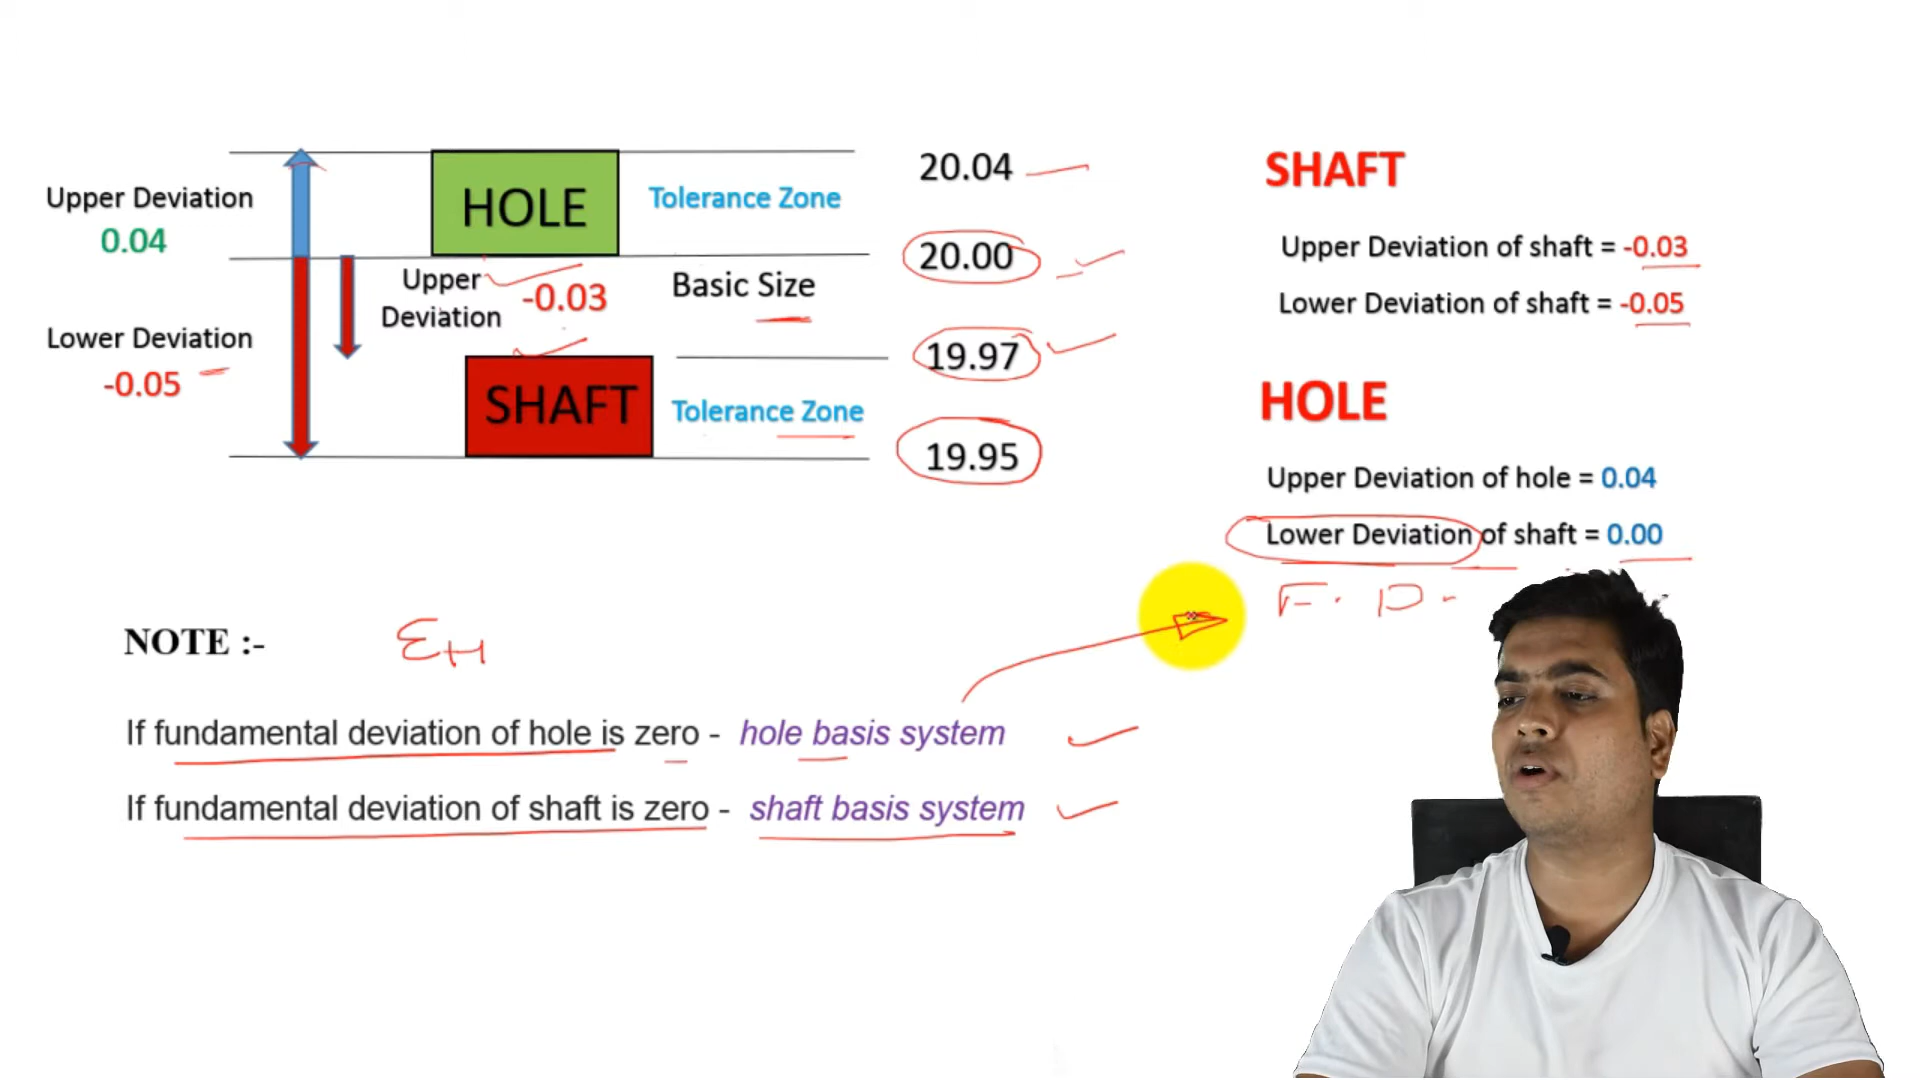 Upper Deviation
0.04
HOLE
Tolerance Zone
20.04
20.00
Upper
Deviation
-0.03
Basic Size
Lower Deviation
-0.05
19.97
SHAFT
Tolerance Zone
19.95
SHAFT
Upper Deviation of shaft = -0.03
Lower Deviation of shaft = -0.05
HOLE
Upper Deviation of hole = 0.04
Lower Deviation of shaft = 0.00
F. D.
NOTE :-
If fundamental deviation of hole is zero - hole basis system
If fundamental deviation of shaft is zero - shaft basis system